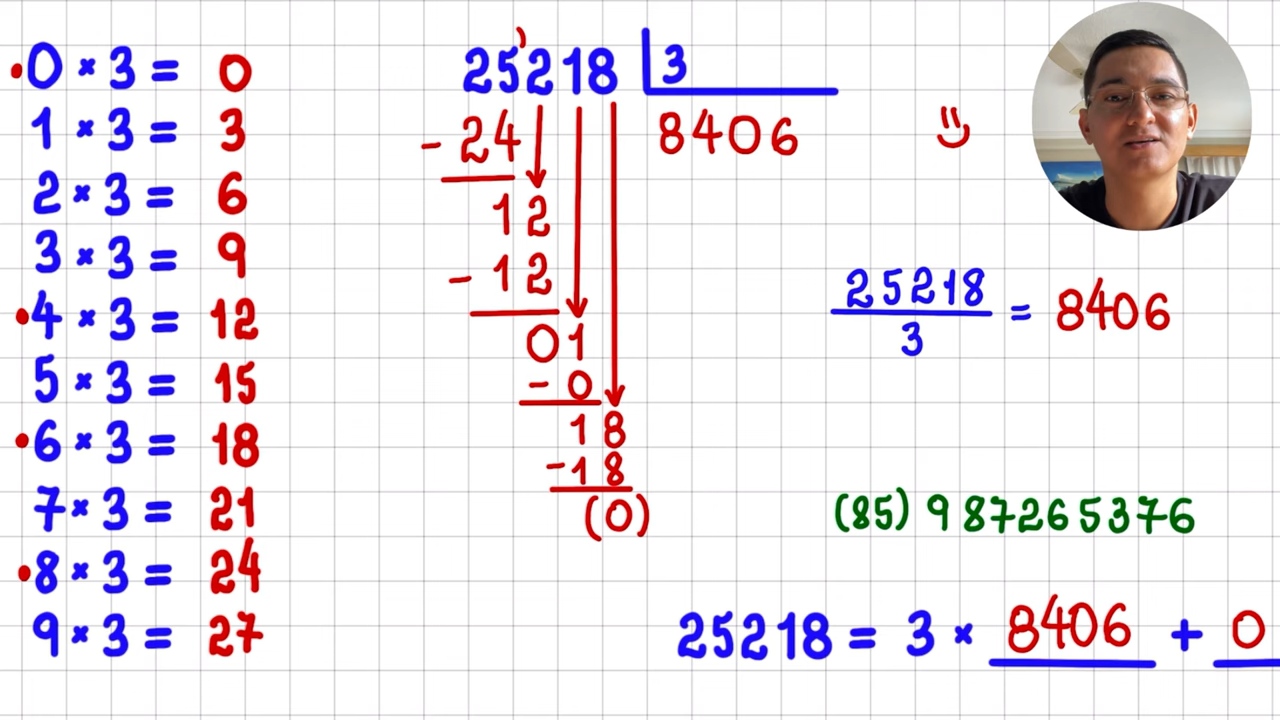 0 × 3 = 0
1 × 3 = 3
2 × 3 = 6
3 × 3 = 9
4 × 3 = 12
5 × 3 = 15
6 × 3 = 18
7 × 3 = 21
8 × 3 = 24
9 × 3 = 27
25'218 3
- 24 8406
12
- 12
01
- 0
18
- 18
(0)
25218
3
= 8406
(85) 987265376
25218 = 3 × 8406 + 0